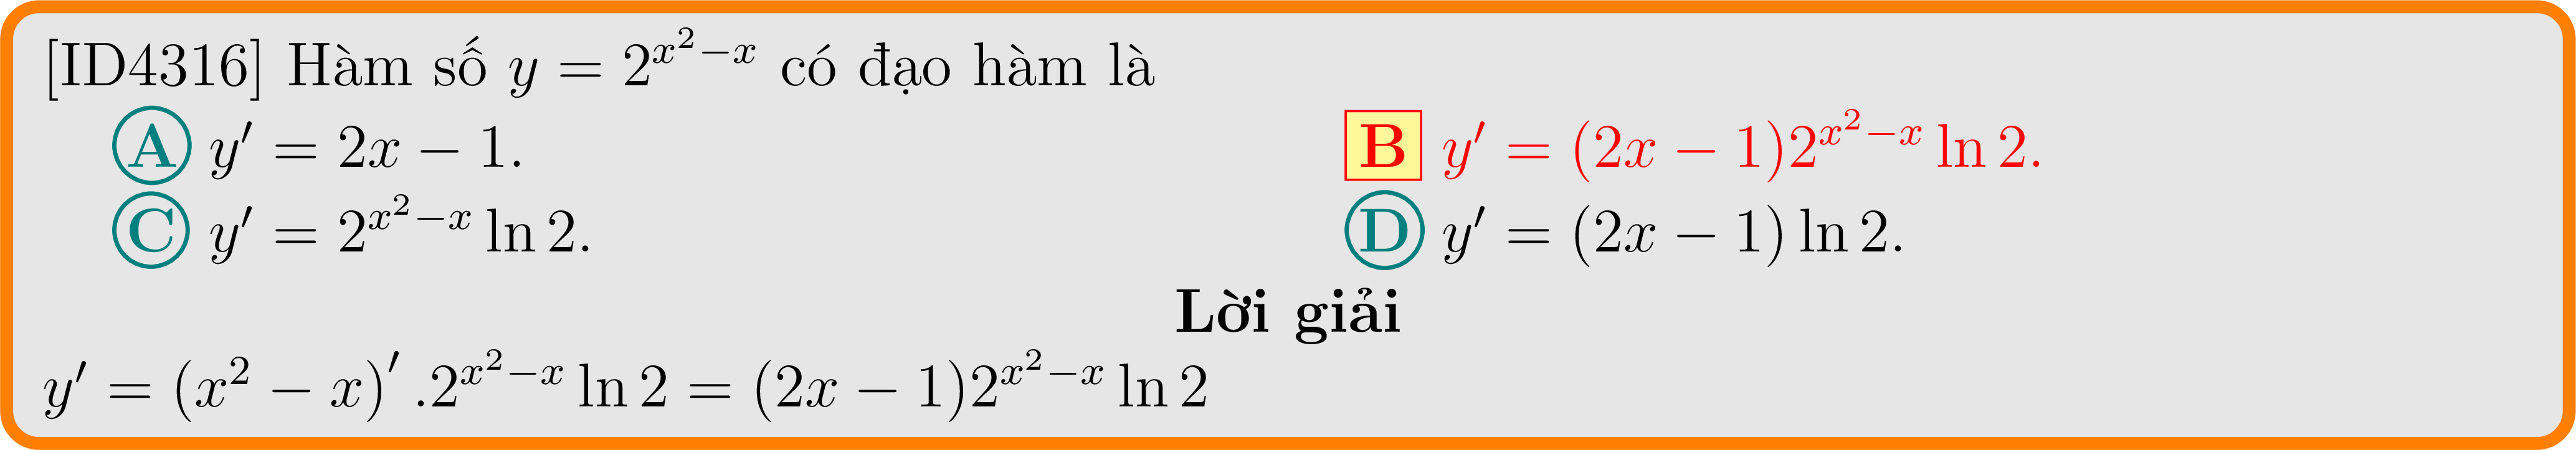 [ID4316] Hàm số y = 2^{x^2−x} có đạo hàm là
A y′ = 2x − 1. B y′ = (2x − 1)2^{x^2−x} ln 2.
C y′ = 2^{x^2−x} ln 2. D y′ = (2x − 1) ln 2.
Lời giải
y′ = (x^2 − x)′ .2^{x^2−x} ln 2 = (2x − 1)2^{x^2−x} ln 2